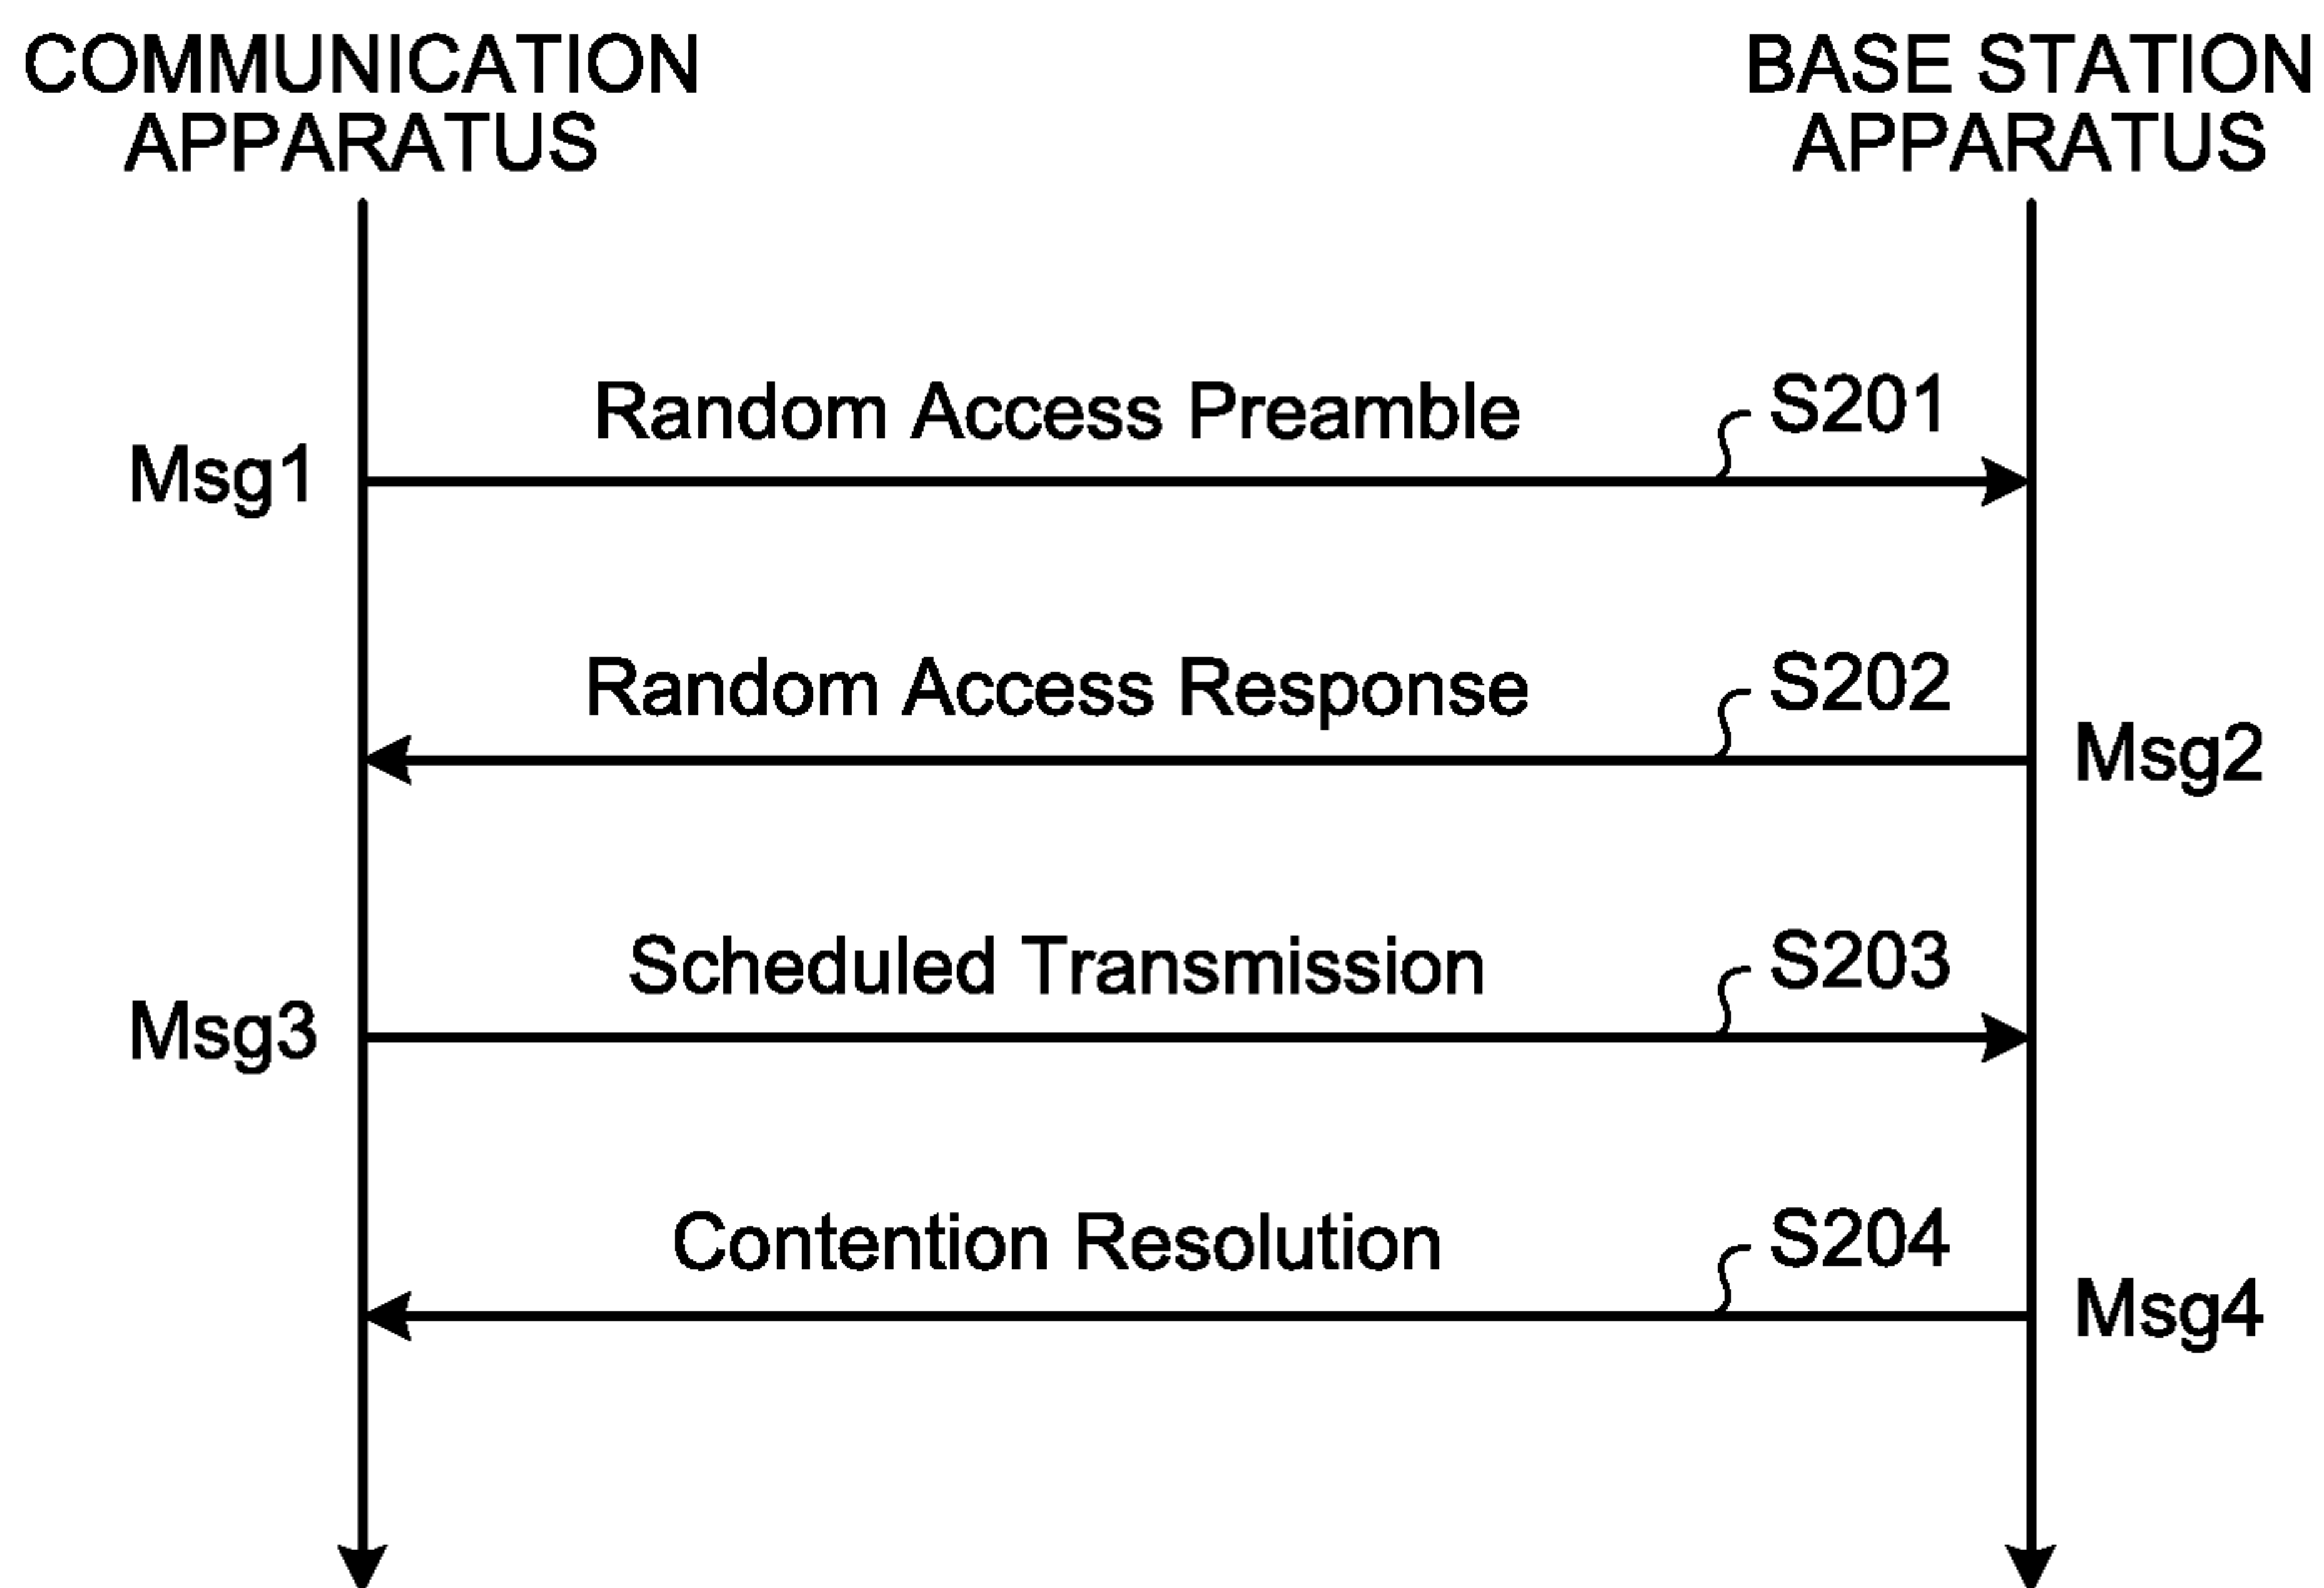 COMMUNICATION
APPARATUS
BASE STATION
APPARATUS
Random Access Preamble
S201
Msg1
Random Access Response
S202
Msg2
Scheduled Transmission
S203
Msg3
Contention Resolution
S204
Msg4